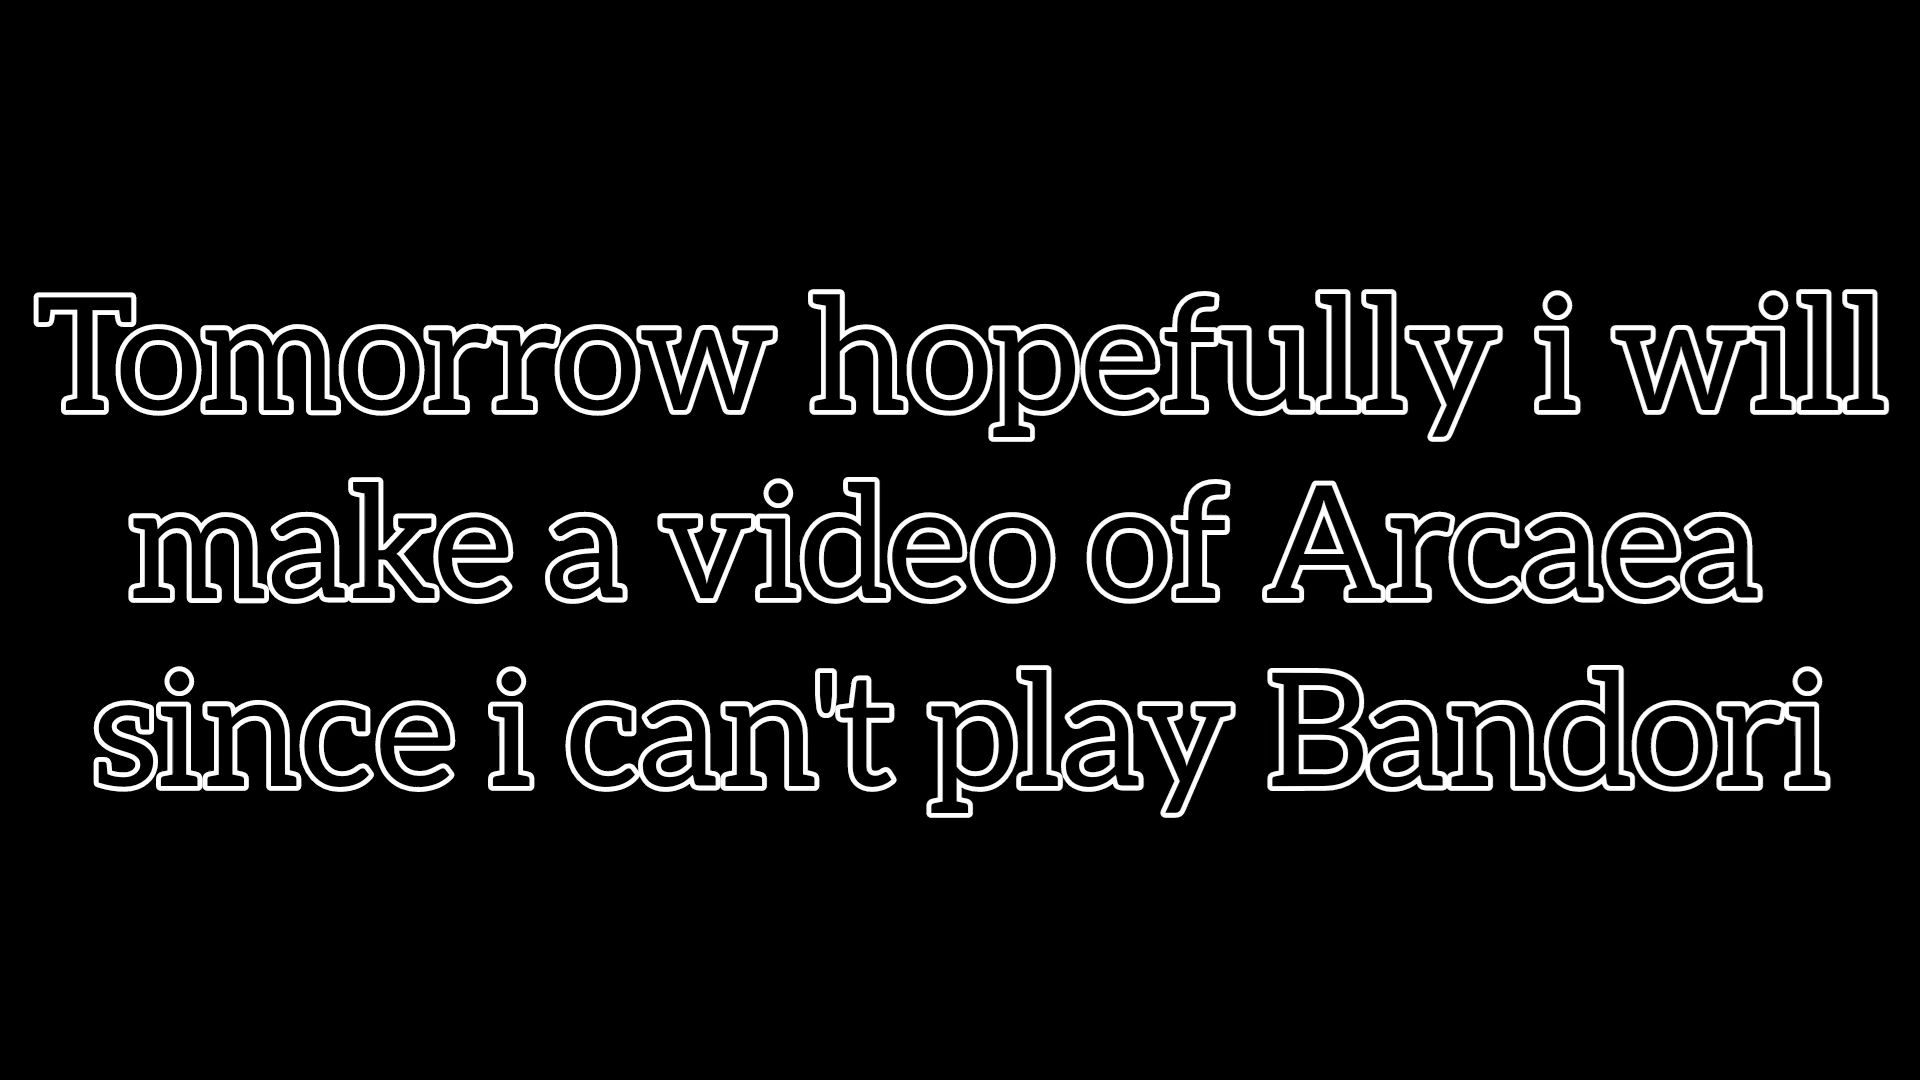 Tomorrow hopefully i will
make a video of Arcaea
since i can't play Bandori